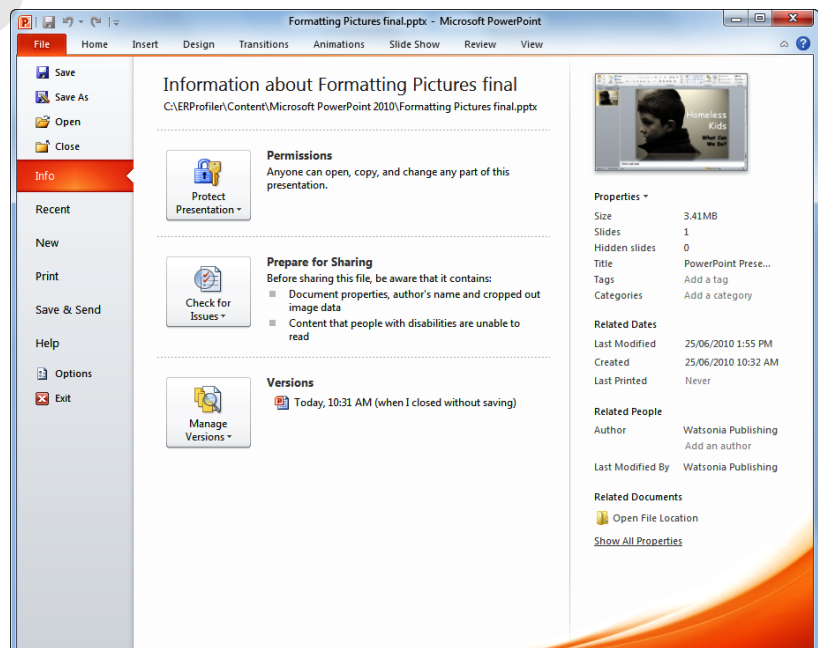 Formatting Pictures final.pptx - Microsoft PowerPoint
File Home Insert Design Transitions Animations Slide Show Review View
Save
Save As
Open
Close
Info
Recent
New
Print
Save & Send
Help
Options
Exit
Information about Formatting Pictures final
C:\ERProfiler\Content\Microsoft PowerPoint 2010\Formatting Pictures final.pptx
Protect
Presentation
Permissions
Anyone can open, copy, and change any part of this
presentation.
Check for
Issues
Prepare for Sharing
Before sharing this file, be aware that it contains:
Document properties, author's name and cropped out
image data
Content that people with disabilities are unable to
read
Manage
Versions
Versions
Today, 10:31 AM (when I closed without saving)
Homeless
Kids
What Can
We Do?
Properties
Size 3.41MB
Slides 1
Hidden slides 0
Title PowerPoint Prese...
Tags Add a tag
Categories Add a category
Related Dates
Last Modified 25/06/2010 1:55 PM
Created 25/06/2010 10:32 AM
Last Printed Never
Related People
Author Watsonia Publishing
Add an author
Last Modified By Watsonia Publishing
Related Documents
Open File Location
Show All Properties